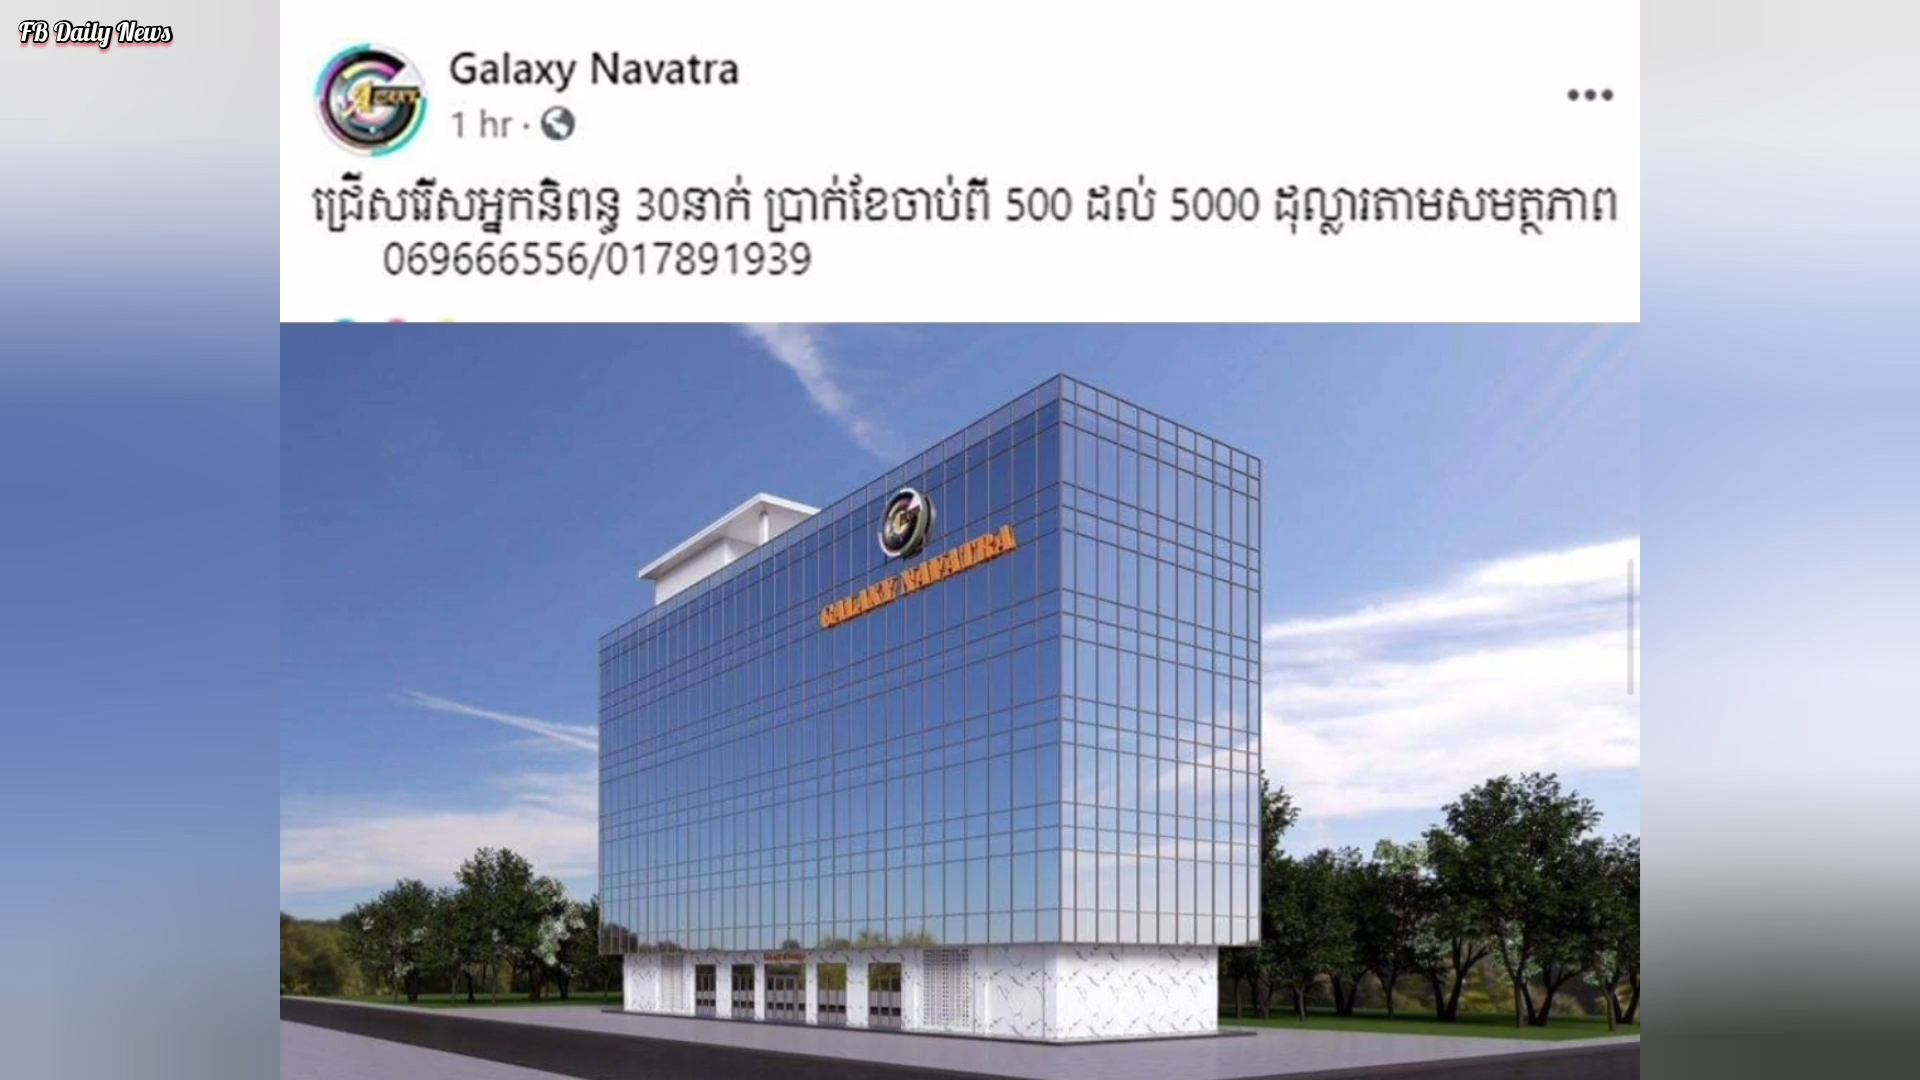 FB Daily News
Galaxy Navatra
1 hr ·
ជ្រើសរើសអ្នកនិពន្ធ 30នាក់ ប្រាក់ខែចាប់ពី 500 ដល់ 5000 ដុល្លារតាមសមត្ថភាព
069666556/017891939
GALAXY NAVATRA